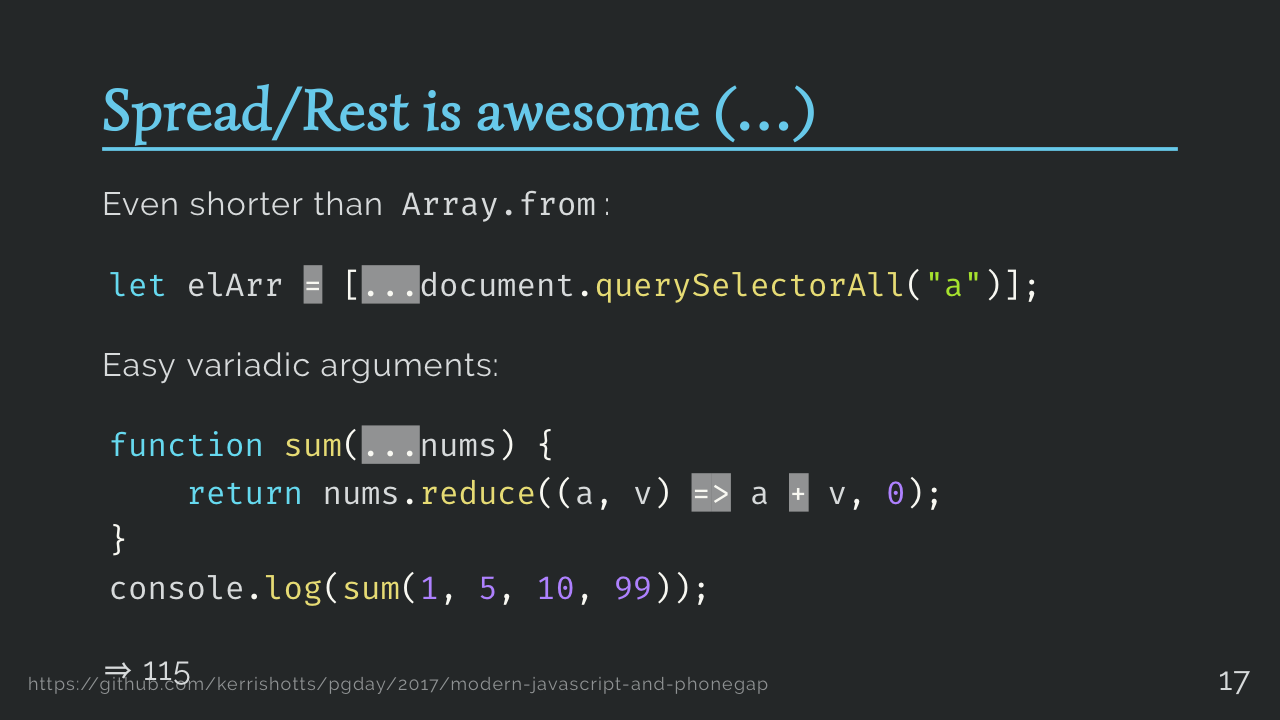 Spread/Rest is awesome (…)
Even shorter than Array.from:
let elArr = [...document.querySelectorAll("a")];
Easy variadic arguments:
function sum(...nums) {
    return nums.reduce((a, v) => a + v, 0);
}
console.log(sum(1, 5, 10, 99));
⇒ 115
https://github.com/kerrishotts/pgday/2017/modern-javascript-and-phonegap
17